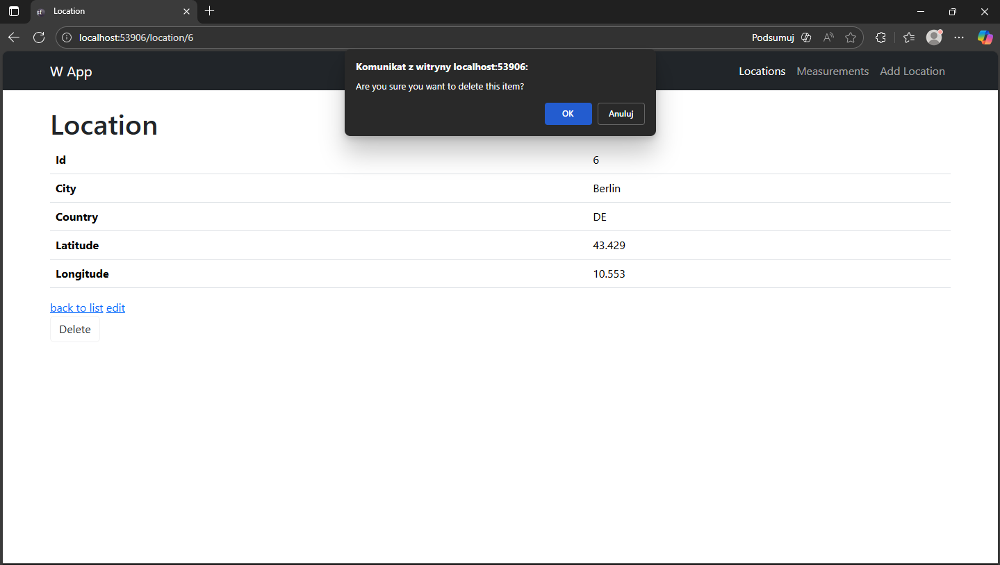 Location
localhost:53906/location/6
Podsumuj
W App
Locations Measurements Add Location
Komunikat z witryny localhost:53906:
Are you sure you want to delete this item?
OK Anuluj
Location
Id 6
City Berlin
Country DE
Latitude 43.429
Longitude 10.553
back to list edit
Delete